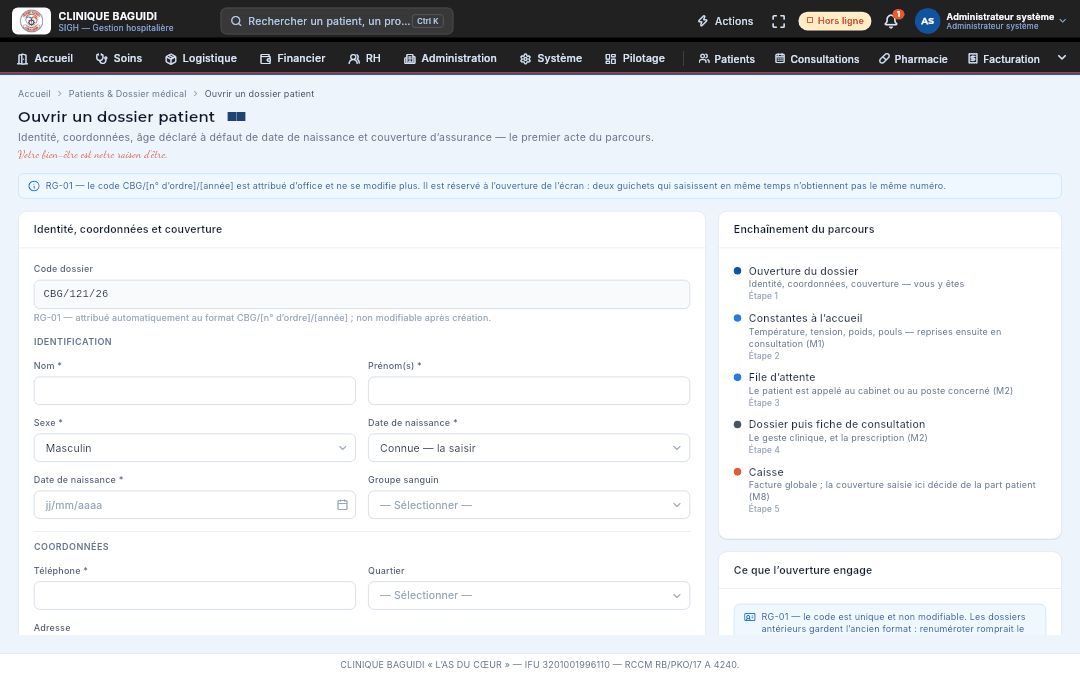 CLINIQUE BAGUIDI
SIGH — Gestion hospitalière
Rechercher un patient, un pro... Ctrl K
Actions
Hors ligne
1
AS
Administrateur système
Administrateur système
Accueil
Soins
Logistique
Financier
RH
Administration
Système
Pilotage
Patients
Consultations
Pharmacie
Facturation
Accueil > Patients & Dossier médical > Ouvrir un dossier patient
Ouvrir un dossier patient
Identité, coordonnées, âge déclaré à défaut de date de naissance et couverture d'assurance — le premier acte du parcours.
Votre bien-être est notre raison d'être.
RG-01 — le code CBG/[n° d'ordre]/[année] est attribué d'office et ne se modifie plus. Il est réservé à l'ouverture de l'écran : deux guichets qui saisissent en même temps n'obtiennent pas le même numéro.
Identité, coordonnées et couverture
Code dossier
CBG/121/26
RG-01 — attribué automatiquement au format CBG/[n° d'ordre]/[année] ; non modifiable après création.
IDENTIFICATION
Nom *
Prénom(s) *
Sexe *
Date de naissance *
Masculin
Connue — la saisir
Date de naissance *
Groupe sanguin
jj/mm/aaaa
— Sélectionner —
COORDONNÉES
Téléphone *
Quartier
— Sélectionner —
Adresse
Enchaînement du parcours
Ouverture du dossier
Identité, coordonnées, couverture — vous y êtes
Étape 1
Constantes à l'accueil
Température, tension, poids, pouls — reprises ensuite en
consultation (M1)
Étape 2
File d'attente
Le patient est appelé au cabinet ou au poste concerné (M2)
Étape 3
Dossier puis fiche de consultation
Le geste clinique, et la prescription (M2)
Étape 4
Caisse
Facture globale ; la couverture saisie ici décide de la part patient
(M8)
Étape 5
Ce que l'ouverture engage
RG-01 — le code est unique et non modifiable. Les dossiers
antérieurs gardent l'ancien format : renuméroter romprait le
CLINIQUE BAGUIDI « L'AS DU CŒUR » — IFU 3201001996110 — RCCM RB/PKO/17 A 4240.